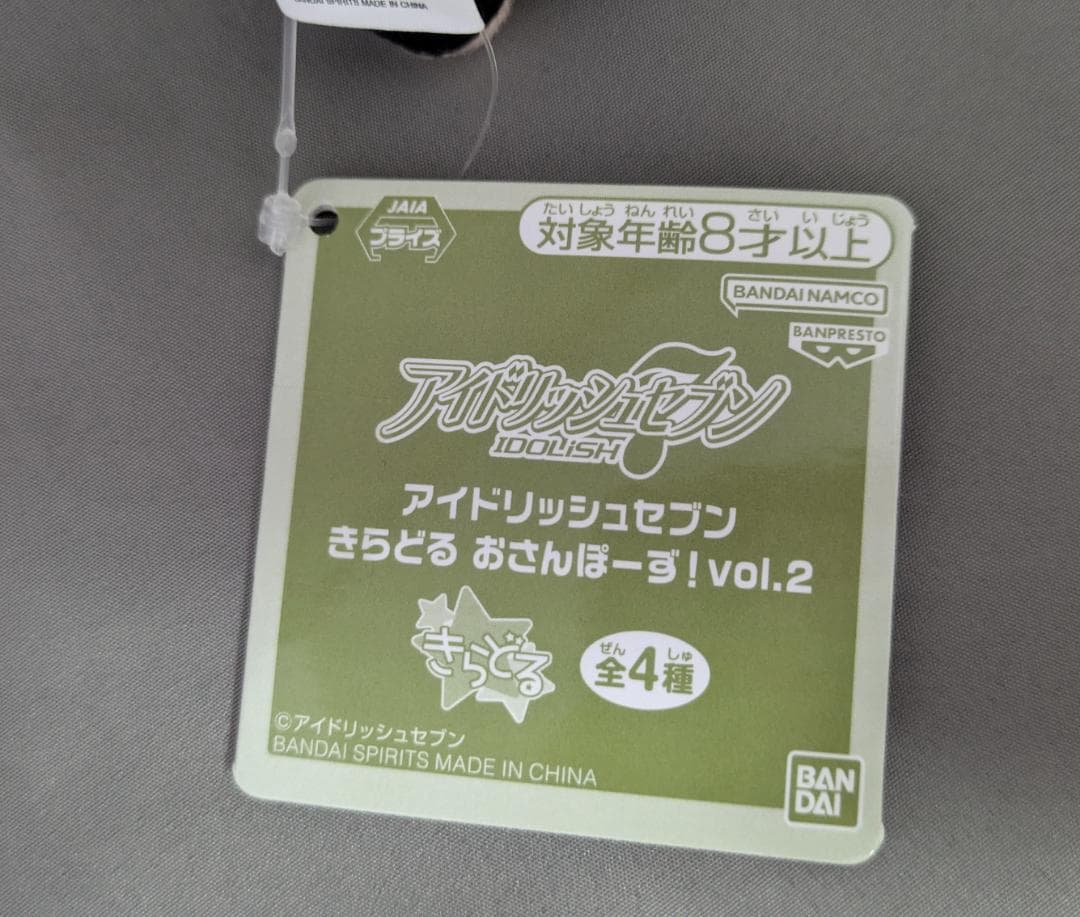 BANDAI SPIRITS MADE IN CHINA
JAIA
プライズ
たいしょう ねんれい さい い じょう
対象年齢8才以上
BANDAI NAMCO
BANPRESTO
アイドリッシュセブン
IDOLiSH
アイドリッシュセブン
きらどる おさんぽーず!vol.2
きらどる
ぜん しゅ
全4種
©アイドリッシュセブン
BANDAI SPIRITS MADE IN CHINA
BAN
DAI